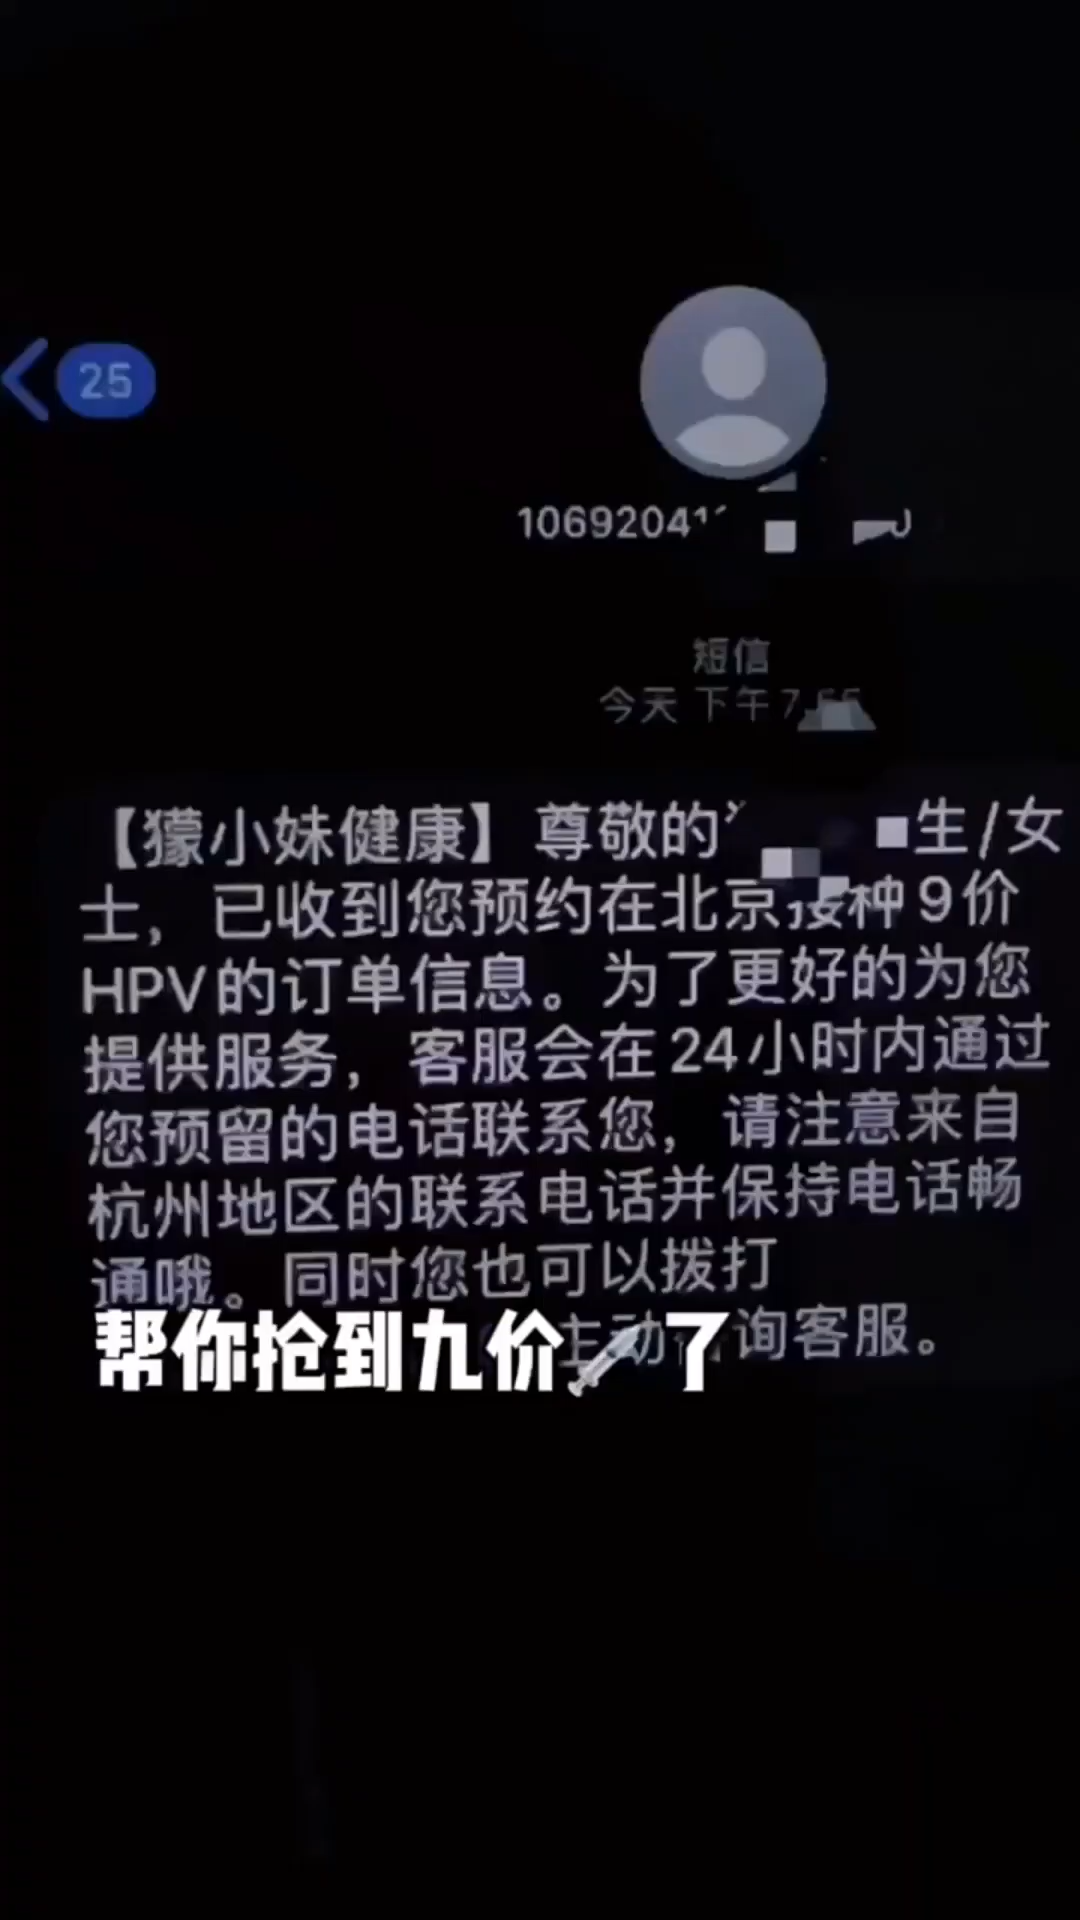 25
106920411
短信
今天 下午7
【獴小妹健康】尊敬的 生/女
士，已收到您预约在北京接种9价
HPV的订单信息。为了更好的为您
提供服务，客服会在24小时内通过
您预留的电话联系您，请注意来自
杭州地区的联系电话并保持电话畅
通哦。同时您也可以拨打
主动 询客服。
帮你抢到九价 了